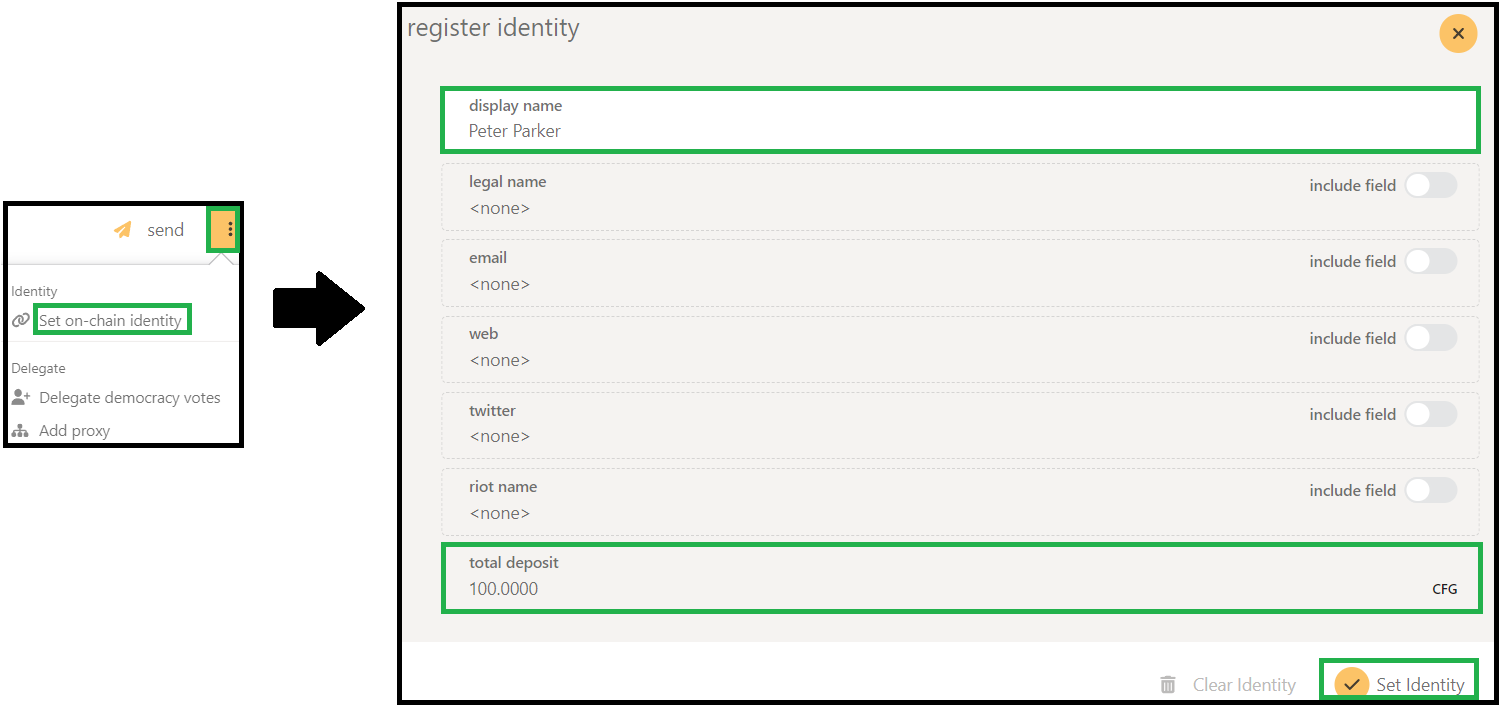 send
Identity
Set on-chain identity
Delegate
Delegate democracy votes
Add proxy
register identity
display name
Peter Parker
legal name
include field
<none>
email
include field
<none>
web
include field
<none>
twitter
include field
<none>
riot name
include field
<none>
total deposit
100.0000
CFG
Clear Identity
Set Identity